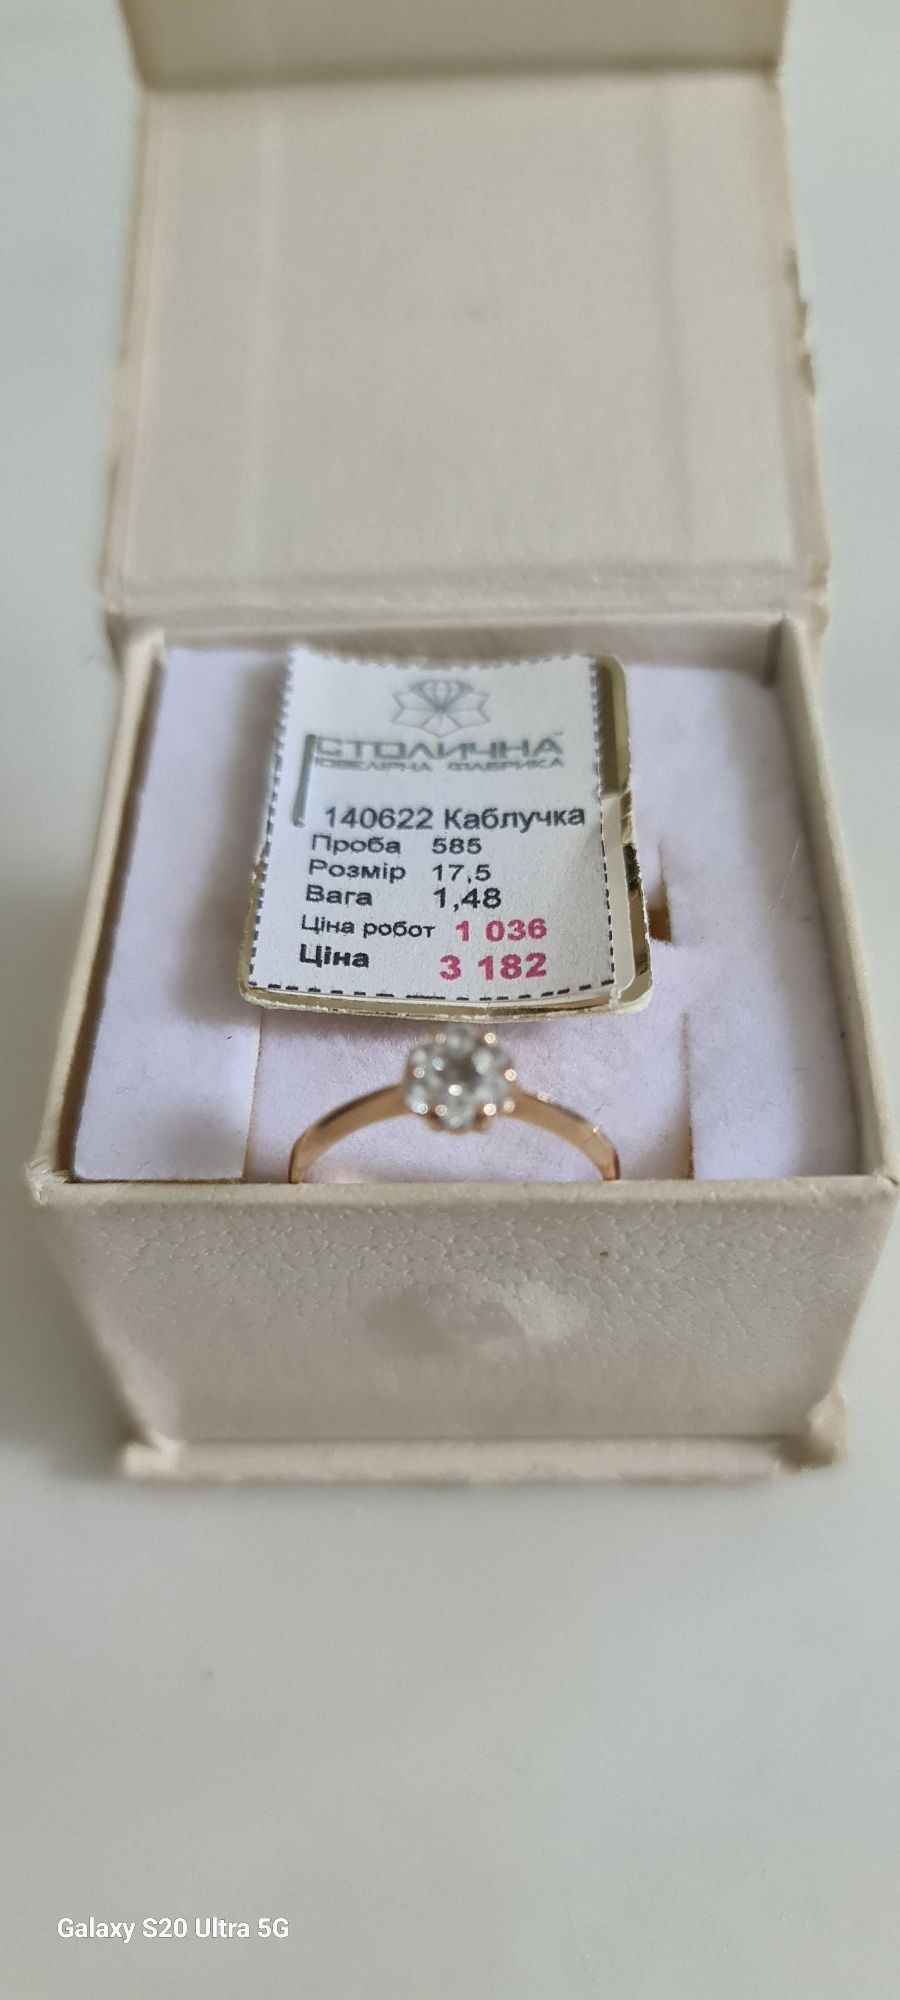 СТОЛИЧНА
ЮВЕЛІРНА ФАБРИКА
140622 Каблучка
Проба 585
Розмір 17,5
Вага 1,48
Ціна робот 1 036
Ціна 3 182
Galaxy S20 Ultra 5G